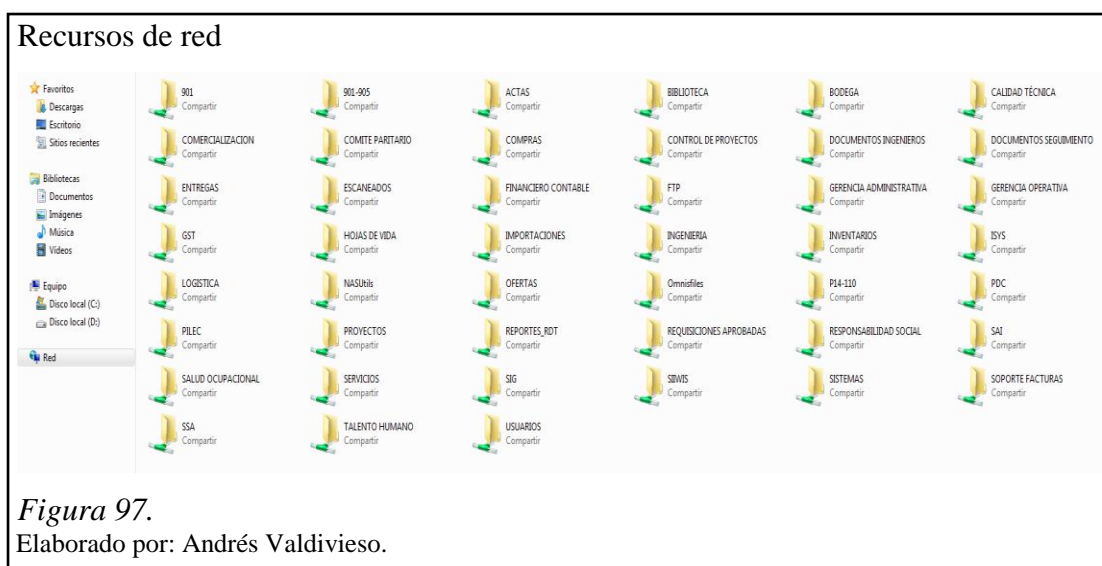 Recursos de red
Favoritos
Descargas
Escritorio
Sitios recientes
Bibliotecas
Documentos
Imágenes
Música
Vídeos
Equipo
Disco local (C:)
Disco local (D:)
Red
901
Compartir
901-905
Compartir
ACTAS
Compartir
BIBLIOTECA
Compartir
BODEGA
Compartir
CALIDAD TÉCNICA
Compartir
COMERCIALIZACION
Compartir
COMITE PARITARIO
Compartir
COMPRAS
Compartir
CONTROL DE PROYECTOS
Compartir
DOCUMENTOS INGENIEROS
Compartir
DOCUMENTOS SEGUIMIENTO
Compartir
ENTREGAS
Compartir
ESCANEADOS
Compartir
FINANCIERO CONTABLE
Compartir
FTP
Compartir
GERENCIA ADMINISTRATIVA
Compartir
GERENCIA OPERATIVA
Compartir
GST
Compartir
HOJAS DE VIDA
Compartir
IMPORTACIONES
Compartir
INGENIERIA
Compartir
INVENTARIOS
Compartir
ISYS
Compartir
LOGISTICA
Compartir
NASUtils
Compartir
OFERTAS
Compartir
Omnisfiles
Compartir
P14-110
Compartir
PDC
Compartir
PILEC
Compartir
PROYECTOS
Compartir
REPORTES_RDT
Compartir
REQUISICIONES APROBADAS
Compartir
RESPONSABILIDAD SOCIAL
Compartir
SAI
Compartir
SALUD OCUPACIONAL
Compartir
SERVICIOS
Compartir
SIG
Compartir
SIIWIS
Compartir
SISTEMAS
Compartir
SOPORTE FACTURAS
Compartir
SSA
Compartir
TALENTO HUMANO
Compartir
USUARIOS
Compartir
Figura 97.
Elaborado por: Andrés Valdivieso.